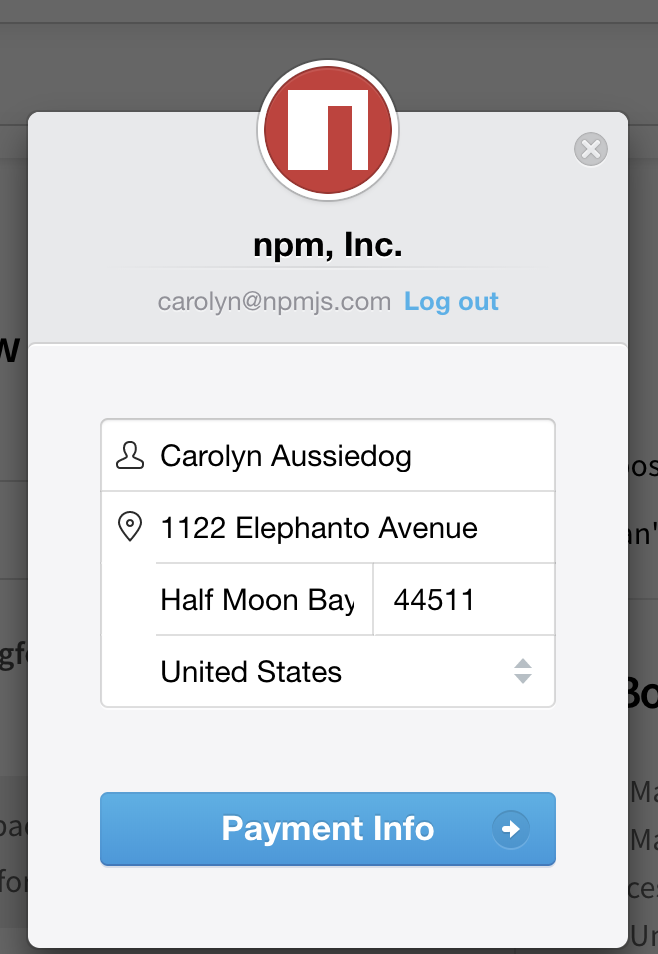 npm, Inc.
carolyn@npmjs.com Log out
Carolyn Aussiedog
1122 Elephanto Avenue
Half Moon Bay 44511
United States
Payment Info